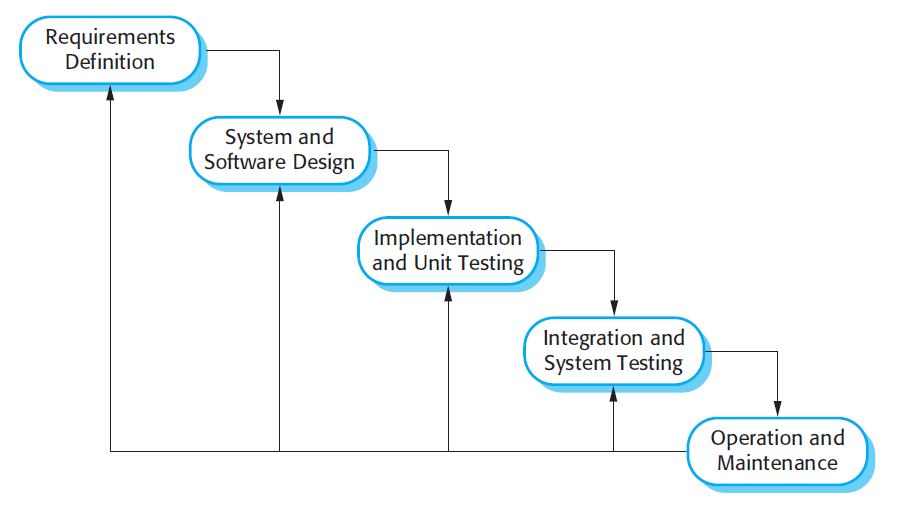 Requirements
Definition
System and
Software Design
Implementation
and Unit Testing
Integration and
System Testing
Operation and
Maintenance